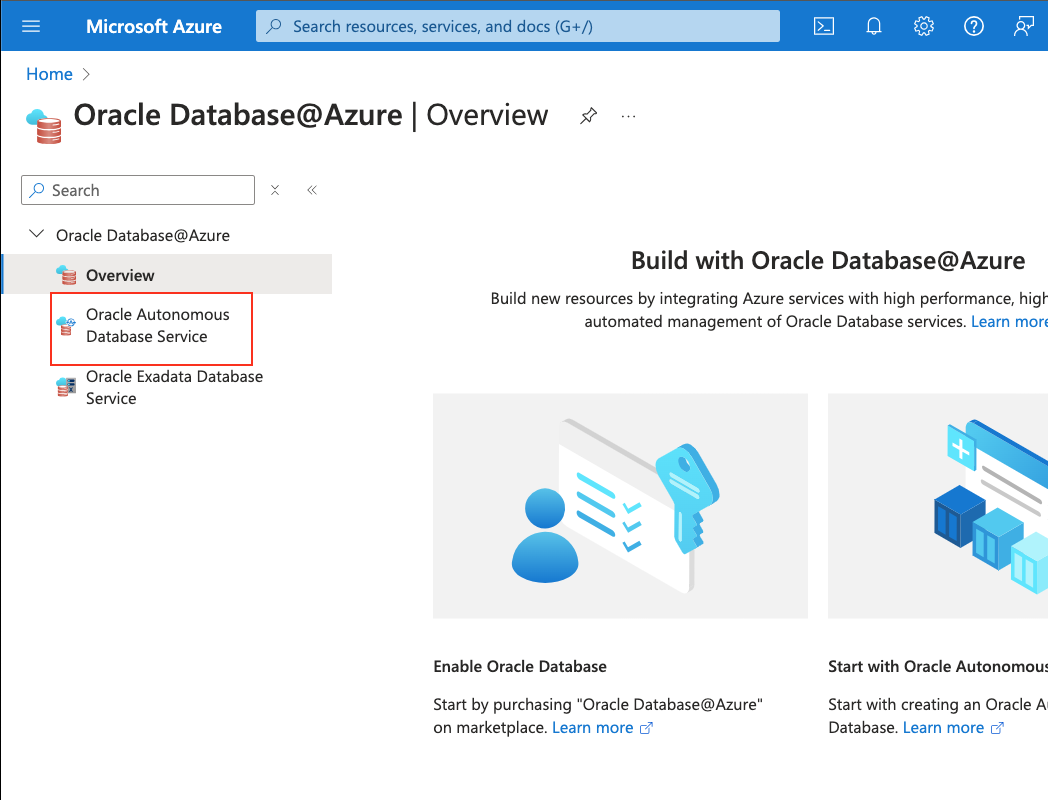 Microsoft Azure
Search resources, services, and docs (G+/)
Home
Oracle Database@Azure | Overview
Search
Oracle Database@Azure
Overview
Oracle Autonomous
Database Service
Oracle Exadata Database
Service
Build with Oracle Database@Azure
Build new resources by integrating Azure services with high performance, high
automated management of Oracle Database services. Learn more
Enable Oracle Database
Start by purchasing "Oracle Database@Azure"
on marketplace. Learn more
Start with Oracle Autonomous
Start with creating an Oracle A
Database. Learn more